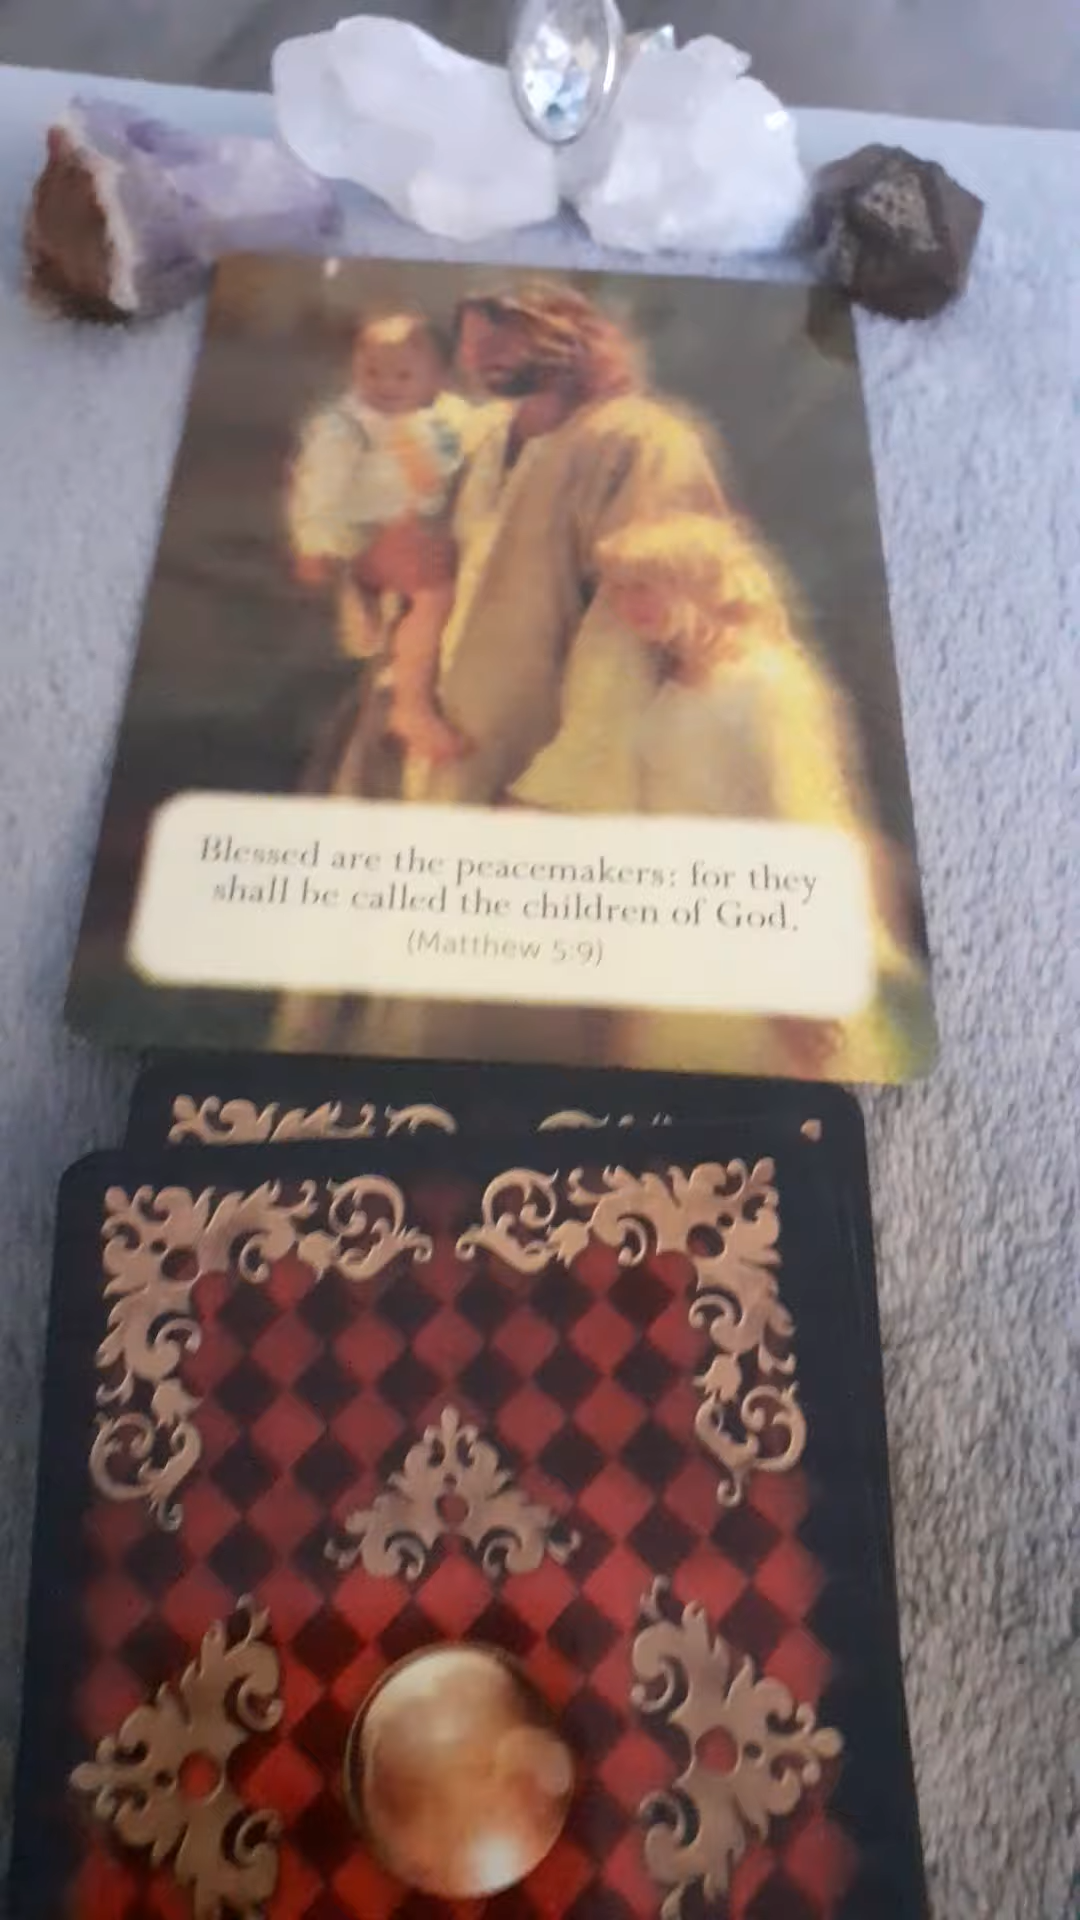 Blessed are the peacemakers: for they
shall be called the children of God.
(Matthew 5:9)